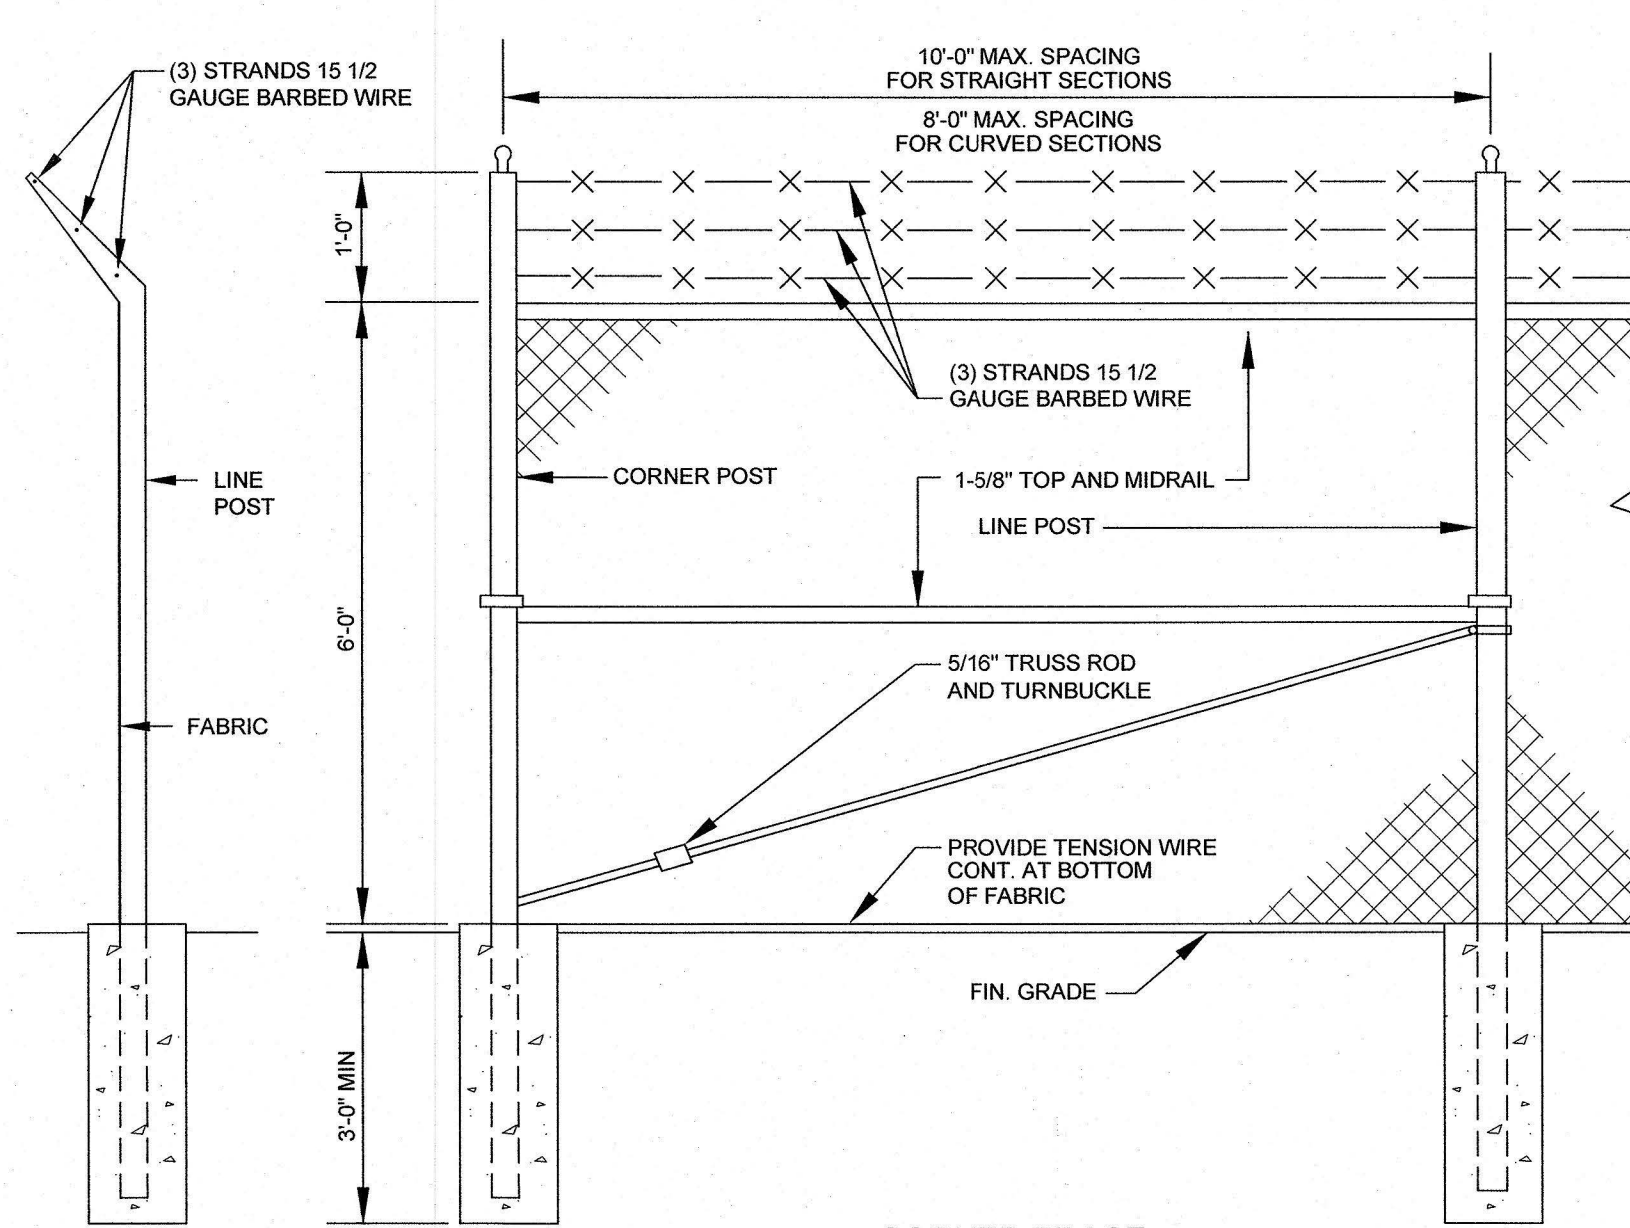 (3) STRANDS 15 1/2
GAUGE BARBED WIRE
10'-0" MAX. SPACING
FOR STRAIGHT SECTIONS
8'-0" MAX. SPACING
FOR CURVED SECTIONS
1'-0"
(3) STRANDS 15 1/2
GAUGE BARBED WIRE
LINE
POST
CORNER POST
1-5/8" TOP AND MIDRAIL
LINE POST
6'-0"
5/16" TRUSS ROD
AND TURNBUCKLE
FABRIC
PROVIDE TENSION WIRE
CONT. AT BOTTOM
OF FABRIC
FIN. GRADE
3'-0" MIN